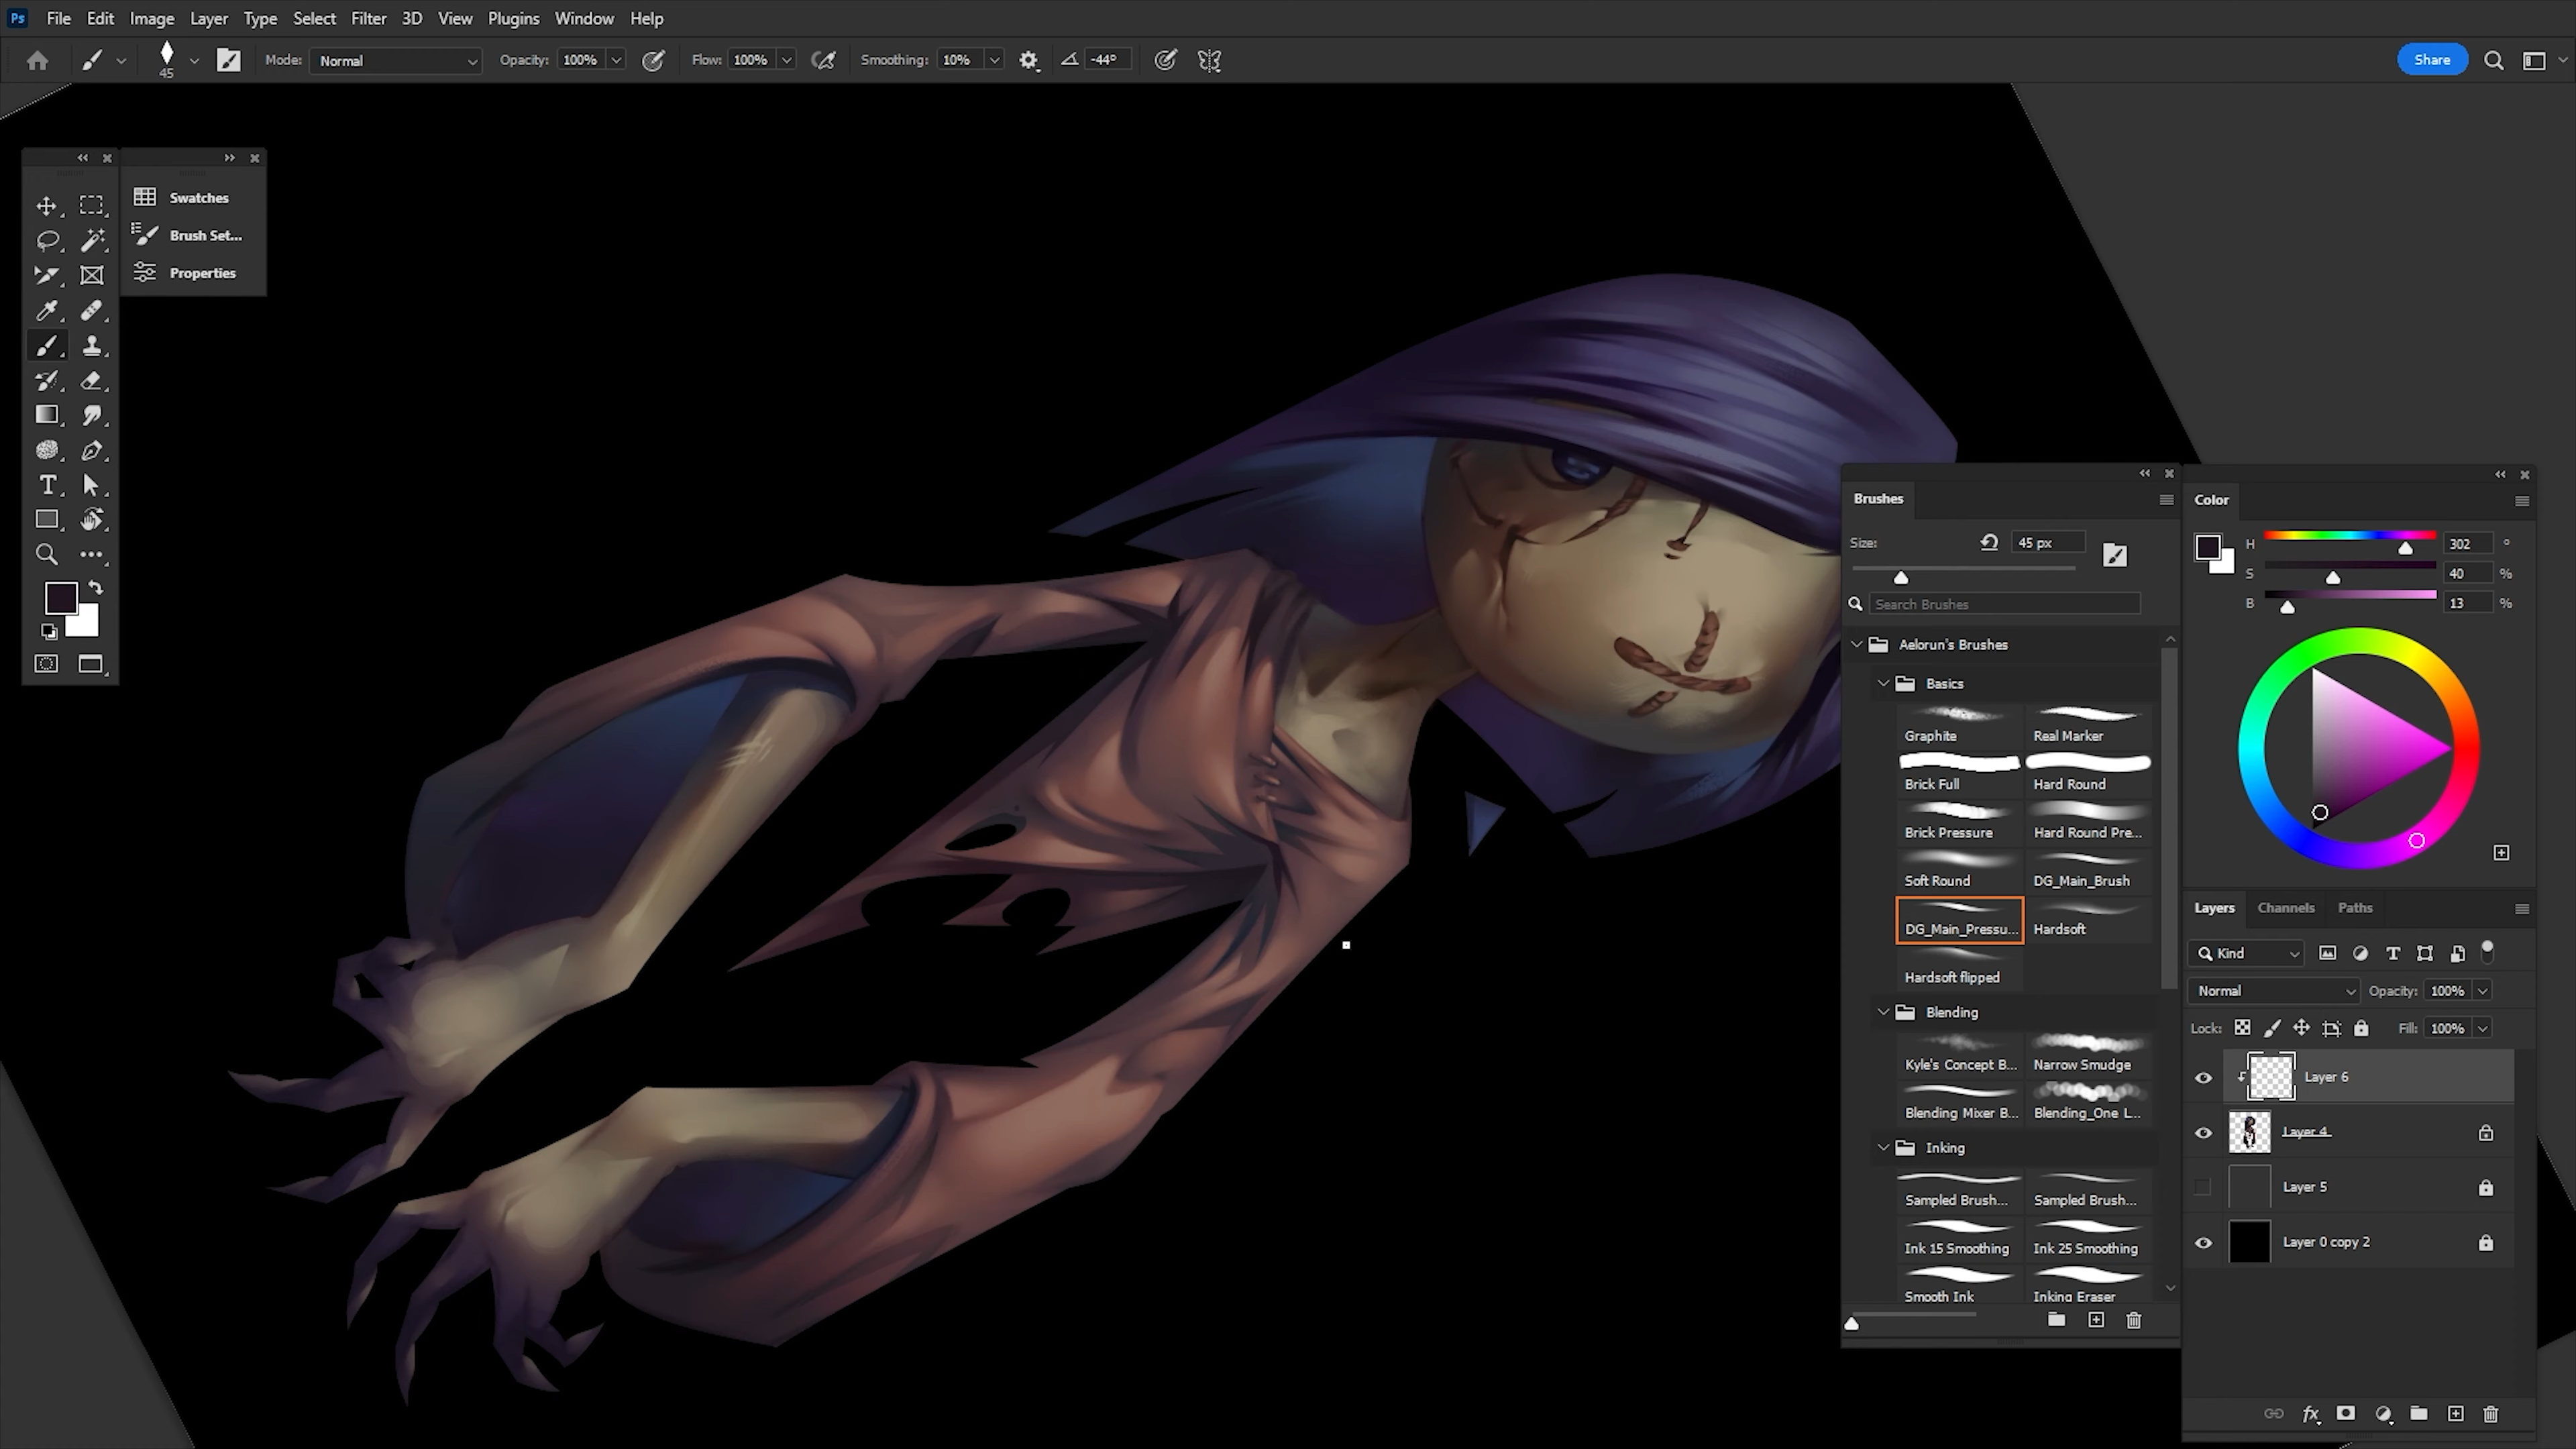 Ps File Edit Image Layer Type Select Filter 3D View Plugins Window Help
45 Mode: Normal Opacity: 100% Flow: 100% Smoothing: 10% -44° Share
Swatches
Brush Set...
Properties
Brushes
Size: 45 px
Search Brushes
Aelorun's Brushes
Basics
Graphite Real Marker
Brick Full Hard Round
Brick Pressure Hard Round Pre...
Soft Round DG_Main_Brush
DG_Main_Pressu... Hardsoft
Hardsoft flipped
Blending
Kyle's Concept B... Narrow Smudge
Blending Mixer B... Blending_One L...
Inking
Sampled Brush... Sampled Brush...
Ink 15 Smoothing Ink 25 Smoothing
Smooth Ink Inking Eraser
Color
H 302 °
S 40 %
B 13 %
Layers Channels Paths
Kind
Normal Opacity: 100%
Lock: Fill: 100%
Layer 6
Layer 4
Layer 5
Layer 0 copy 2
fx